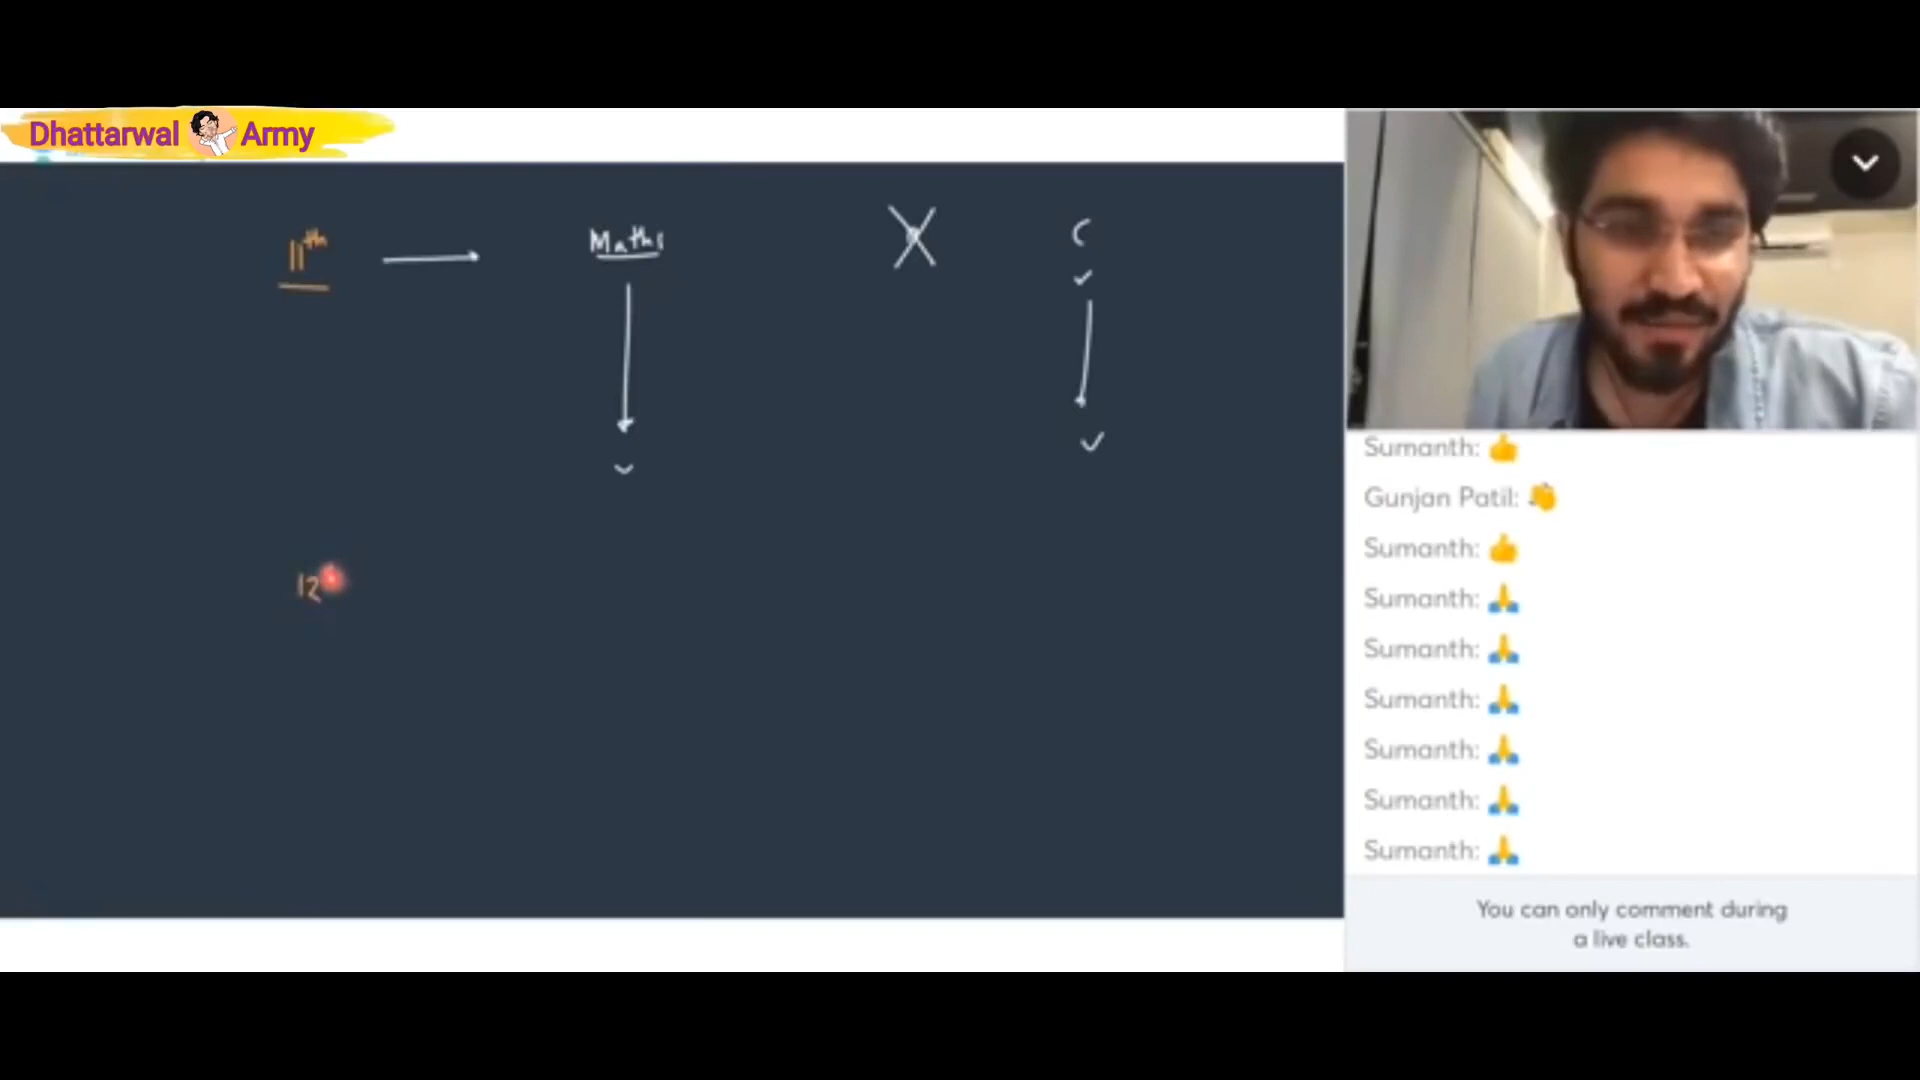 Dhattarwal Army
11th Maths C
12
Sumanth: 👍
Gunjan Patil: 👏
Sumanth: 👍
Sumanth: 🙏
Sumanth: 🙏
Sumanth: 🙏
Sumanth: 🙏
Sumanth: 🙏
Sumanth: 🙏
You can only comment during
a live class.